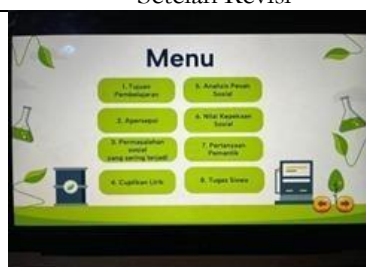 Setelah Revisi
Menu
1. Tujuan
Pembelajaran
2. Apersepsi
3. Permasalahan
sosial
yang sering terjadi
4. Cuplikan Lirik
5. Analisis Pesan
Sosial
6. Nilai Kepekaan
Sosial
7. Pertanyaan
Pemantik
8. Tugas Siswa